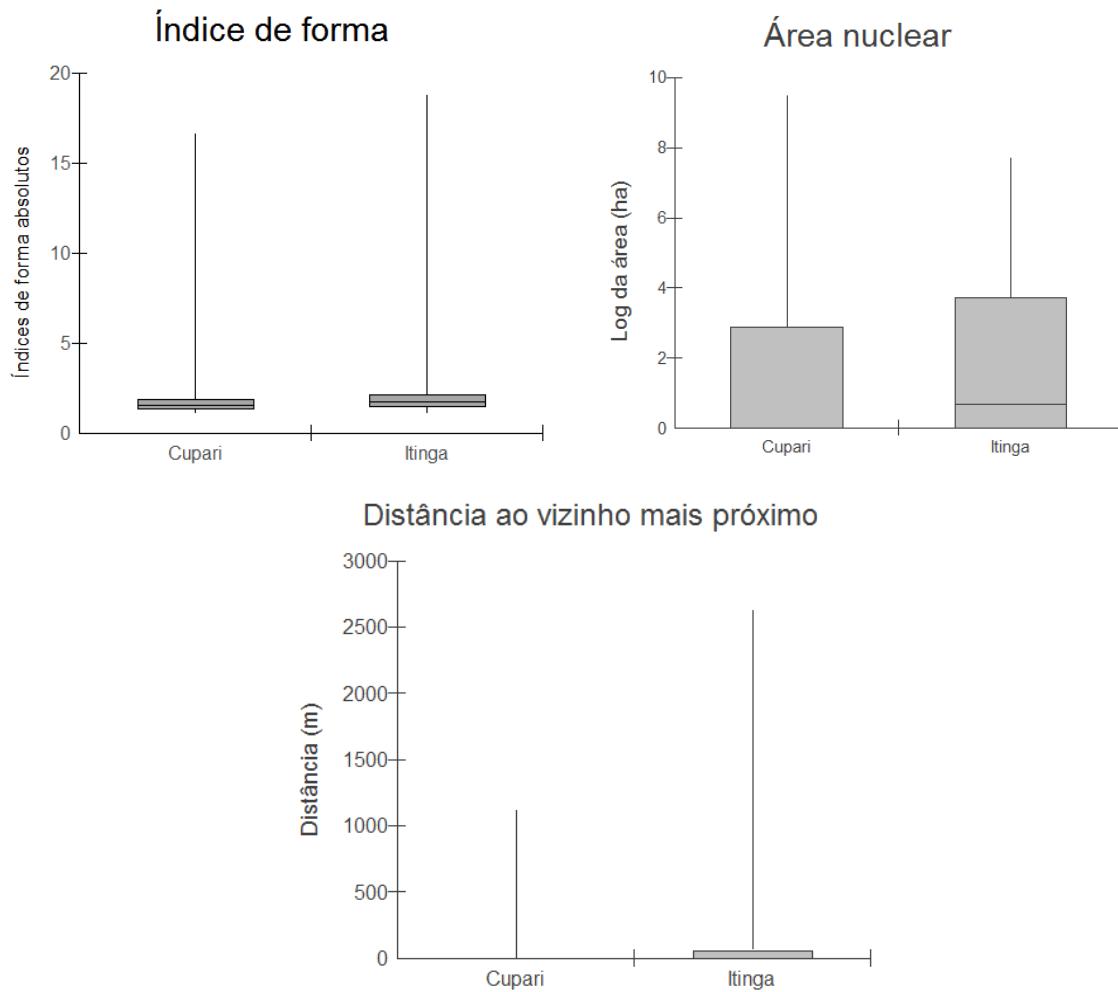 Índice de forma
Índices de forma absolutos
20
15
10
5
0
Cupari
Itinga
Área nuclear
Log da área (ha)
10
8
6
4
2
0
Cupari
Itinga
Distância ao vizinho mais próximo
Distância (m)
3000
2500
2000
1500
1000
500
0
Cupari
Itinga